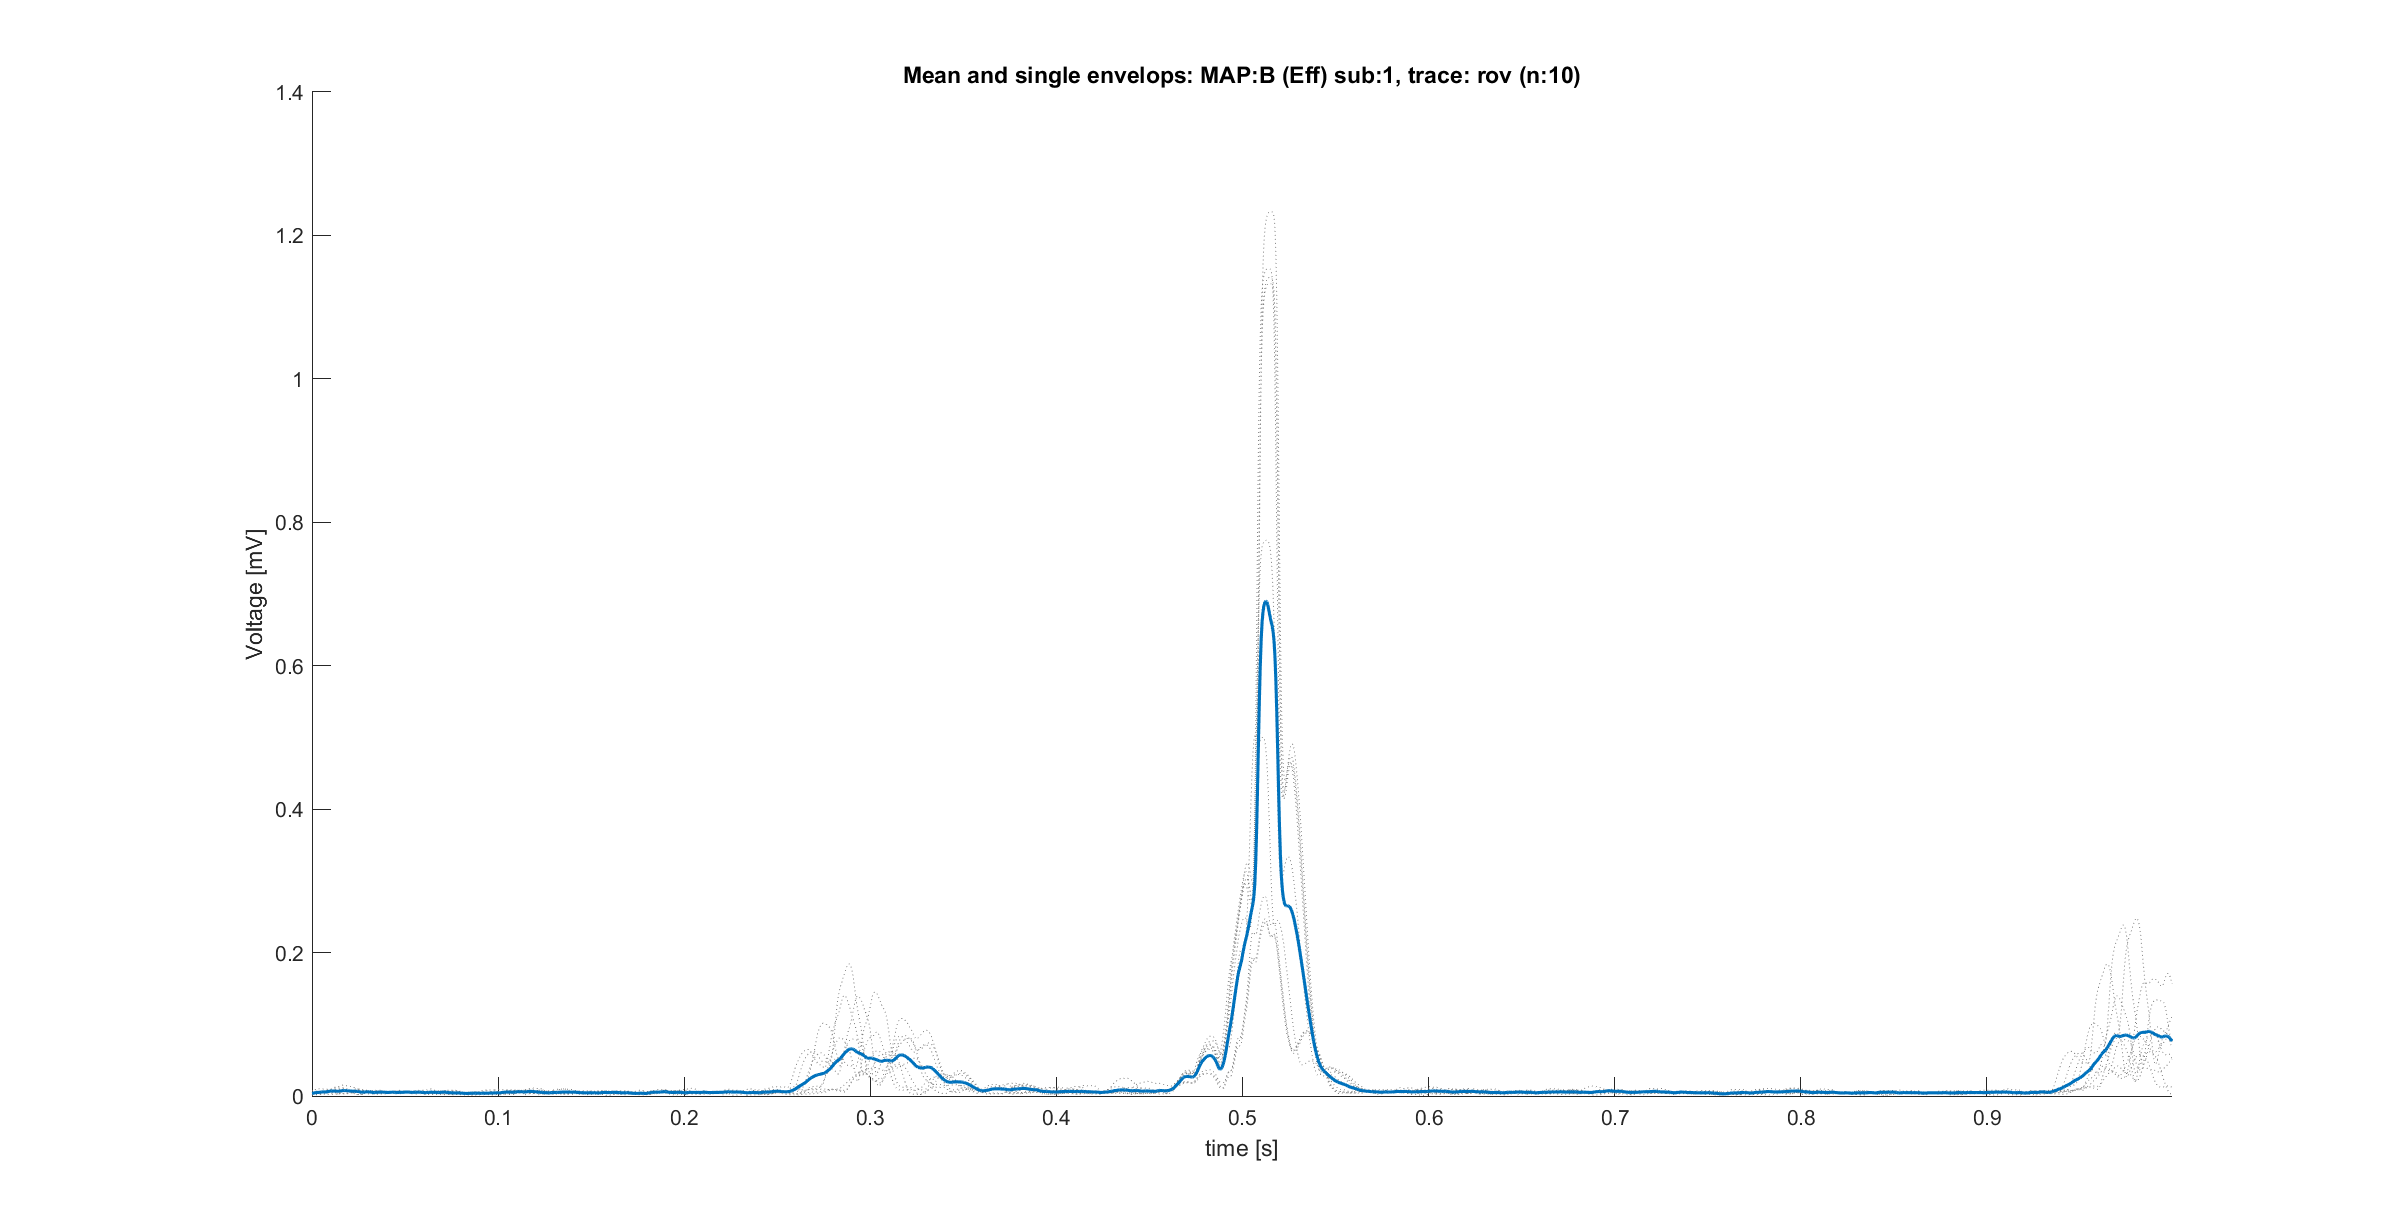 Mean and single envelops: MAP:B (Eff) sub:1, trace: rov (n:10)
1.4
1.2
1
0.8
0.6
0.4
0.2
0
Voltage [mV]
0 0.1 0.2 0.3 0.4 0.5 0.6 0.7 0.8 0.9
time [s]